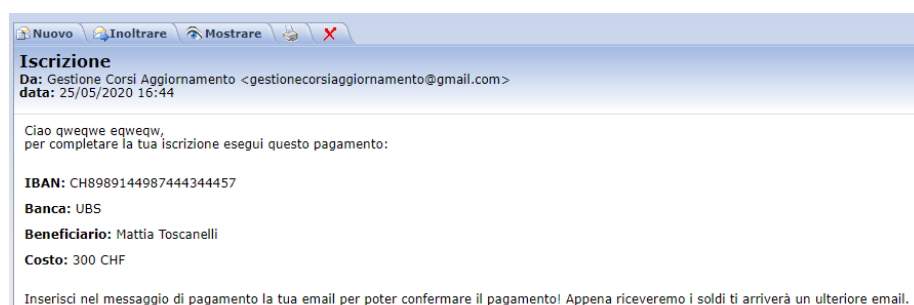 Nuovo Inoltrare Mostrare
Iscrizione
Da: Gestione Corsi Aggiornamento <gestionecorsiaggiornamento@gmail.com>
data: 25/05/2020 16:44
Ciao qweqwe eqweqw,
per completare la tua iscrizione esegui questo pagamento:
IBAN: CH8989144987444344457
Banca: UBS
Beneficiario: Mattia Toscanelli
Costo: 300 CHF
Inserisci nel messaggio di pagamento la tua email per poter confermare il pagamento! Appena riceveremo i soldi ti arriverà un ulteriore email.